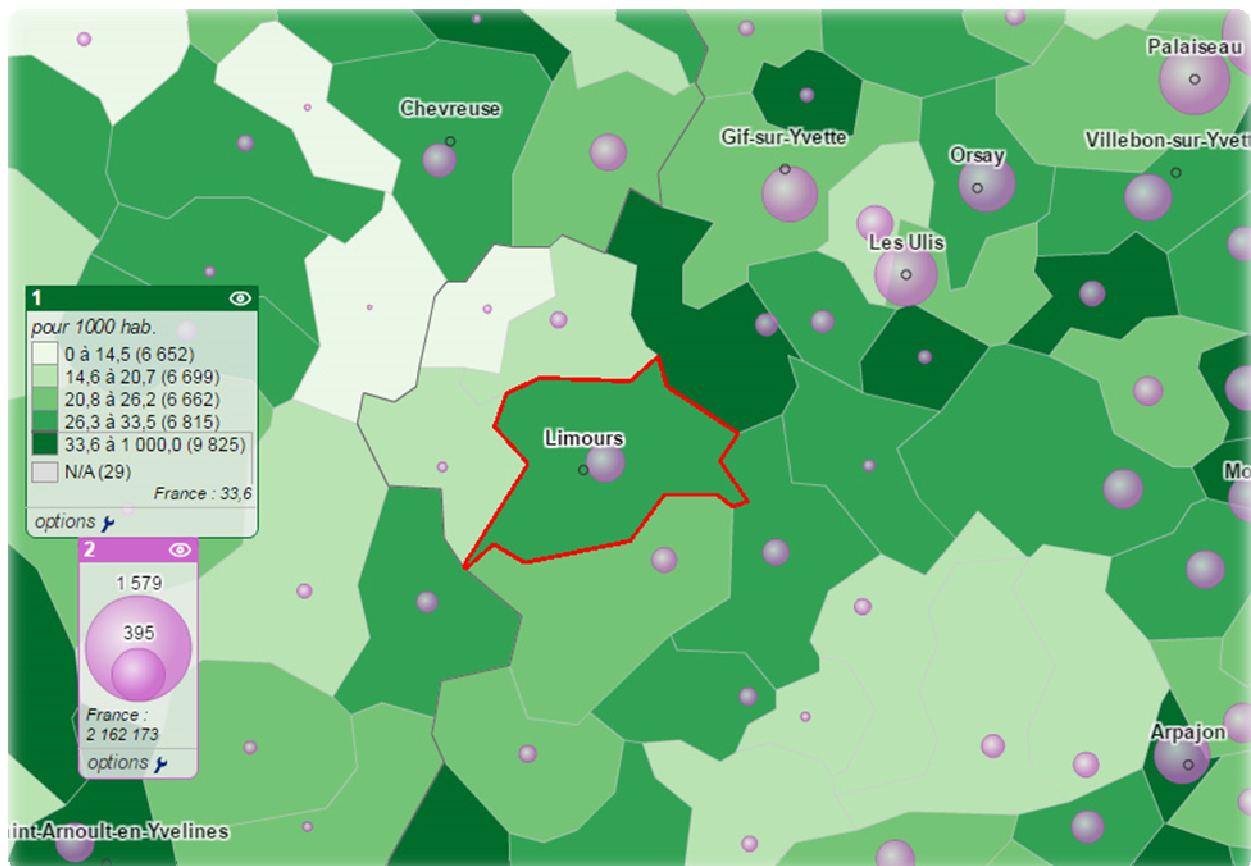 Palaiseau
Chevreuse
Gif-sur-Yvette
Villebon-sur-Yvett
Orsay
Les Ulis
1
pour 1000 hab.
0 à 14,5 (6 652)
14,6 à 20,7 (6 699)
20,8 à 26,2 (6 662)
26,3 à 33,5 (6 815)
33,6 à 1 000,0 (9 825)
N/A (29)
France : 33,6
options
Limours
Mo
2
1 579
395
France :
2 162 173
options
Arpajon
aint-Arnoult-en-Yvelines